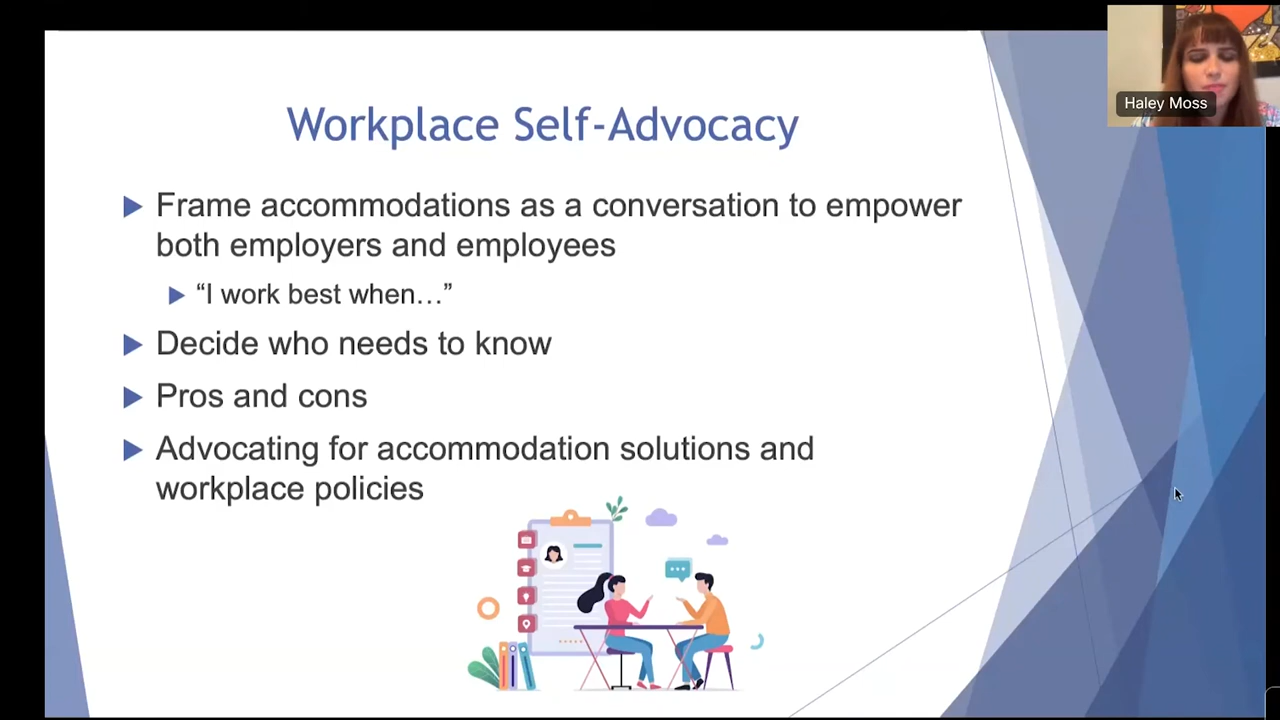 Haley Moss
Workplace Self-Advocacy
Frame accommodations as a conversation to empower
both employers and employees
“I work best when…”
Decide who needs to know
Pros and cons
Advocating for accommodation solutions and
workplace policies